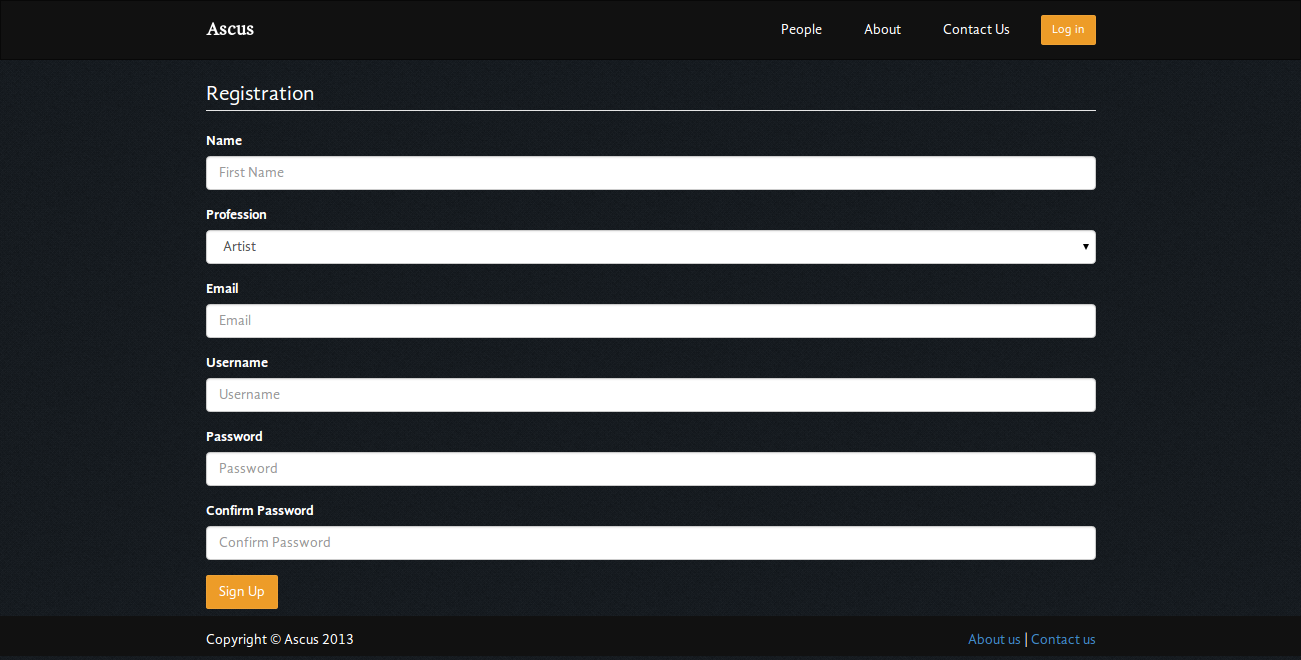 Ascus People About Contact Us Log in
Registration
Name
First Name
Profession
Artist
Email
Email
Username
Username
Password
Password
Confirm Password
Confirm Password
Sign Up
Copyright © Ascus 2013 About us | Contact us